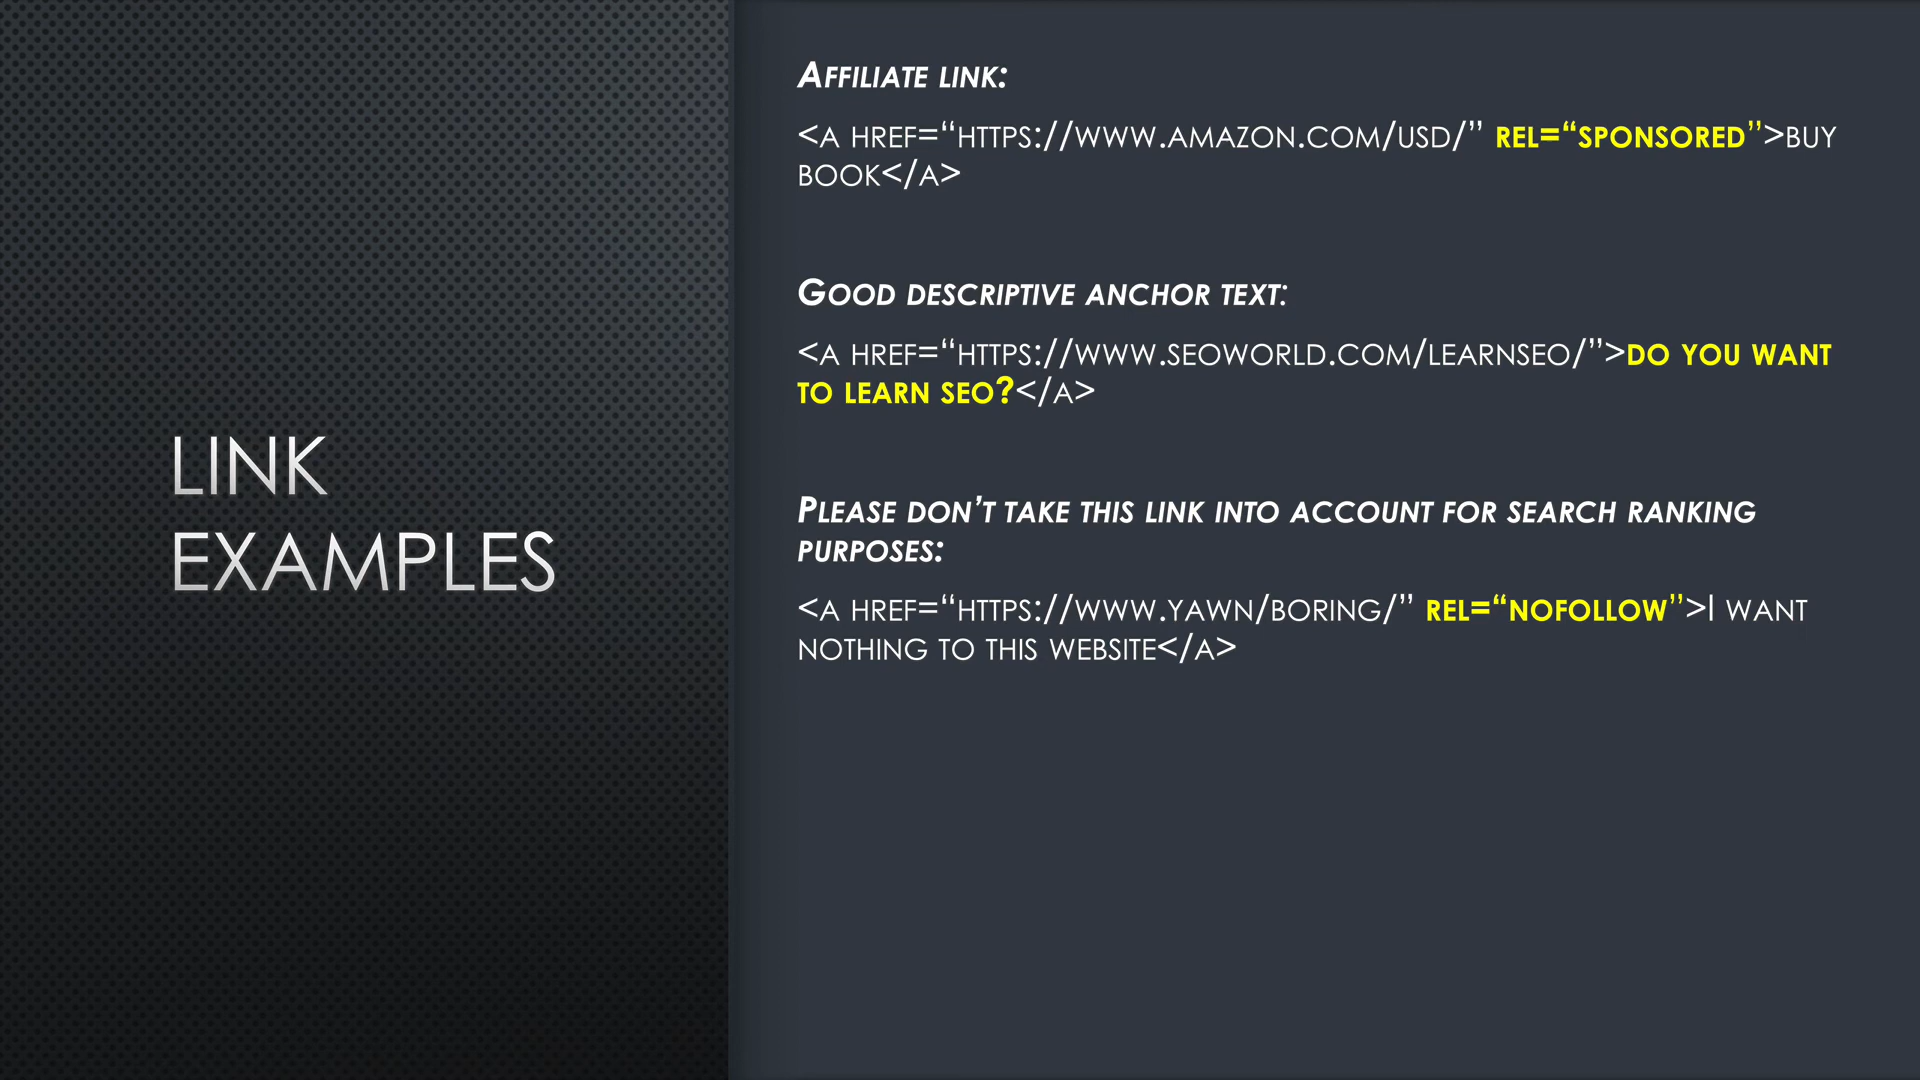 LINK
EXAMPLES
AFFILIATE LINK:
<A HREF=“HTTPS://WWW.AMAZON.COM/USD/” REL=“SPONSORED”>BUY
BOOK</A>
GOOD DESCRIPTIVE ANCHOR TEXT:
<A HREF=“HTTPS://WWW.SEOWORLD.COM/LEARNSEO/”>DO YOU WANT
TO LEARN SEO?</A>
PLEASE DON’T TAKE THIS LINK INTO ACCOUNT FOR SEARCH RANKING
PURPOSES:
<A HREF=“HTTPS://WWW.YAWN/BORING/” REL=“NOFOLLOW”>I WANT
NOTHING TO THIS WEBSITE</A>